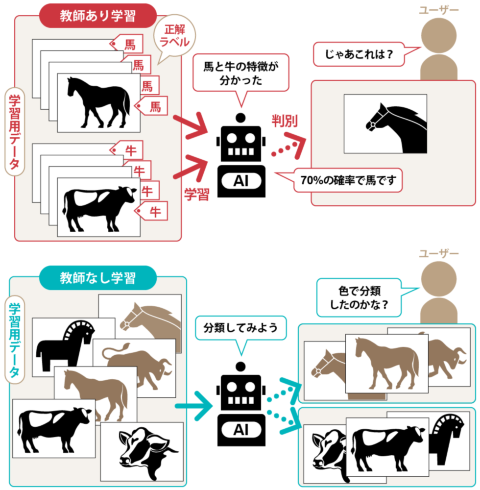 教師あり学習
正解
ラベル
馬
馬
馬
馬
学習用データ
牛
牛
牛
牛
学習
馬と牛の特徴が
分かった
AI
判別
ユーザー
じゃあこれは？
70%の確率で馬です
教師なし学習
学習用データ
分類してみよう
AI
ユーザー
色で分類
したのかな？